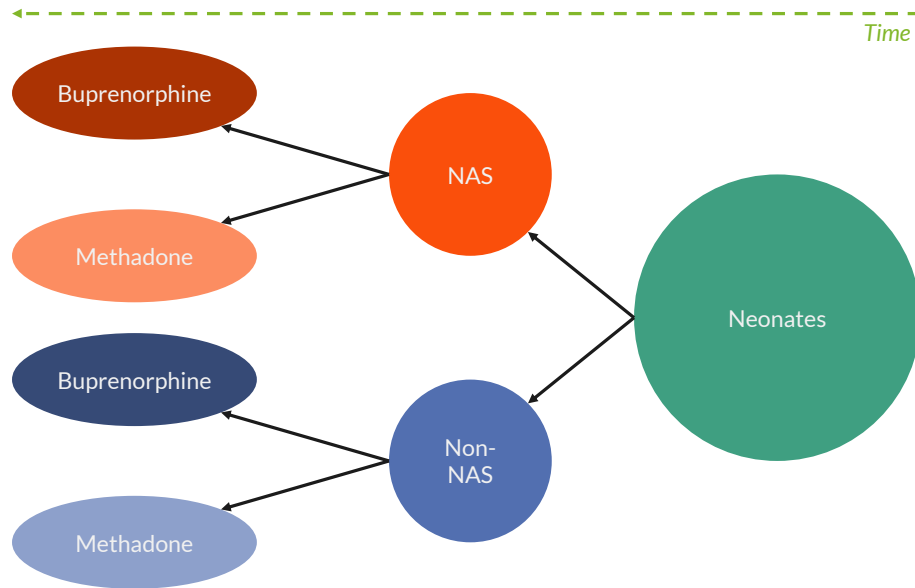 Time
Buprenorphine
NAS
Methadone
Neonates
Buprenorphine
Non-
NAS
Methadone